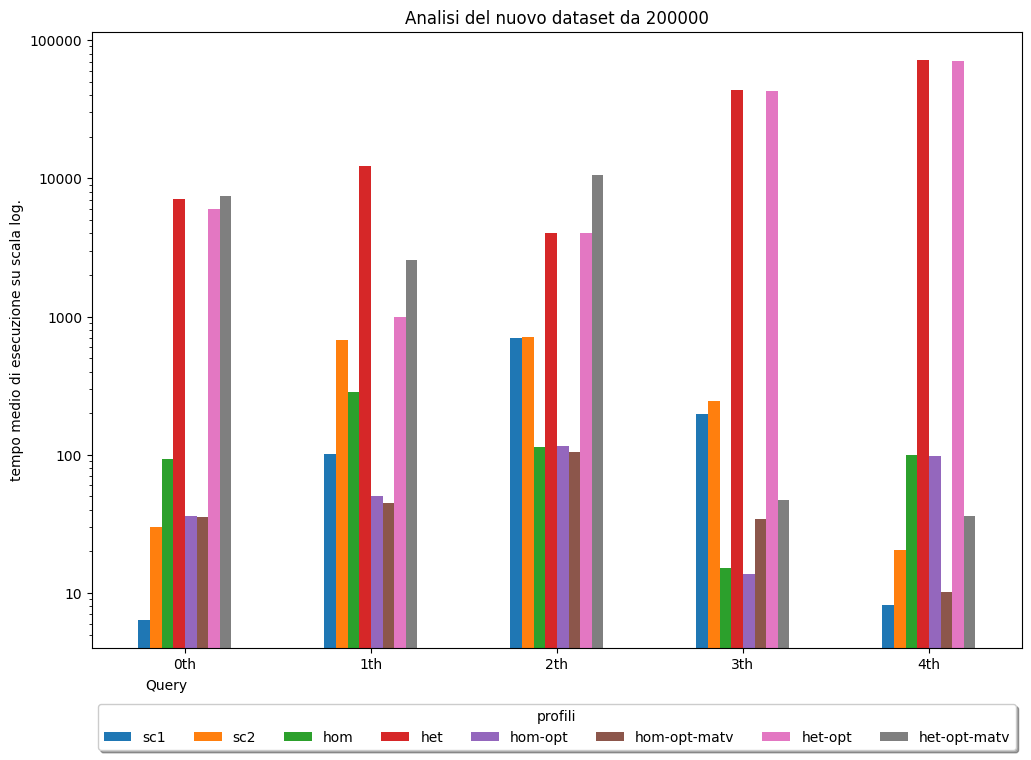 Analisi del nuovo dataset da 200000
tempo medio di esecuzione su scala log.
100000
10000
1000
100
10
0th 1th 2th 3th 4th
Query
profili
sc1 sc2 hom het hom-opt hom-opt-matv het-opt het-opt-matv